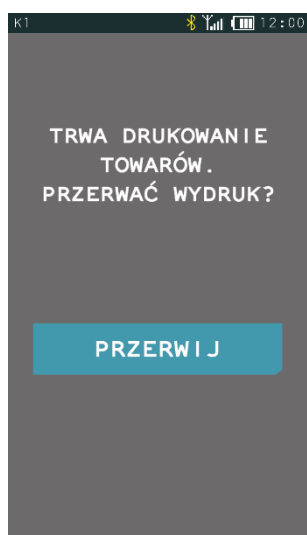 K1 12:00
TRWA DRUKOWANIE
TOWARÓW.
PRZERWAĆ WYDRUK?
PRZERWIJ